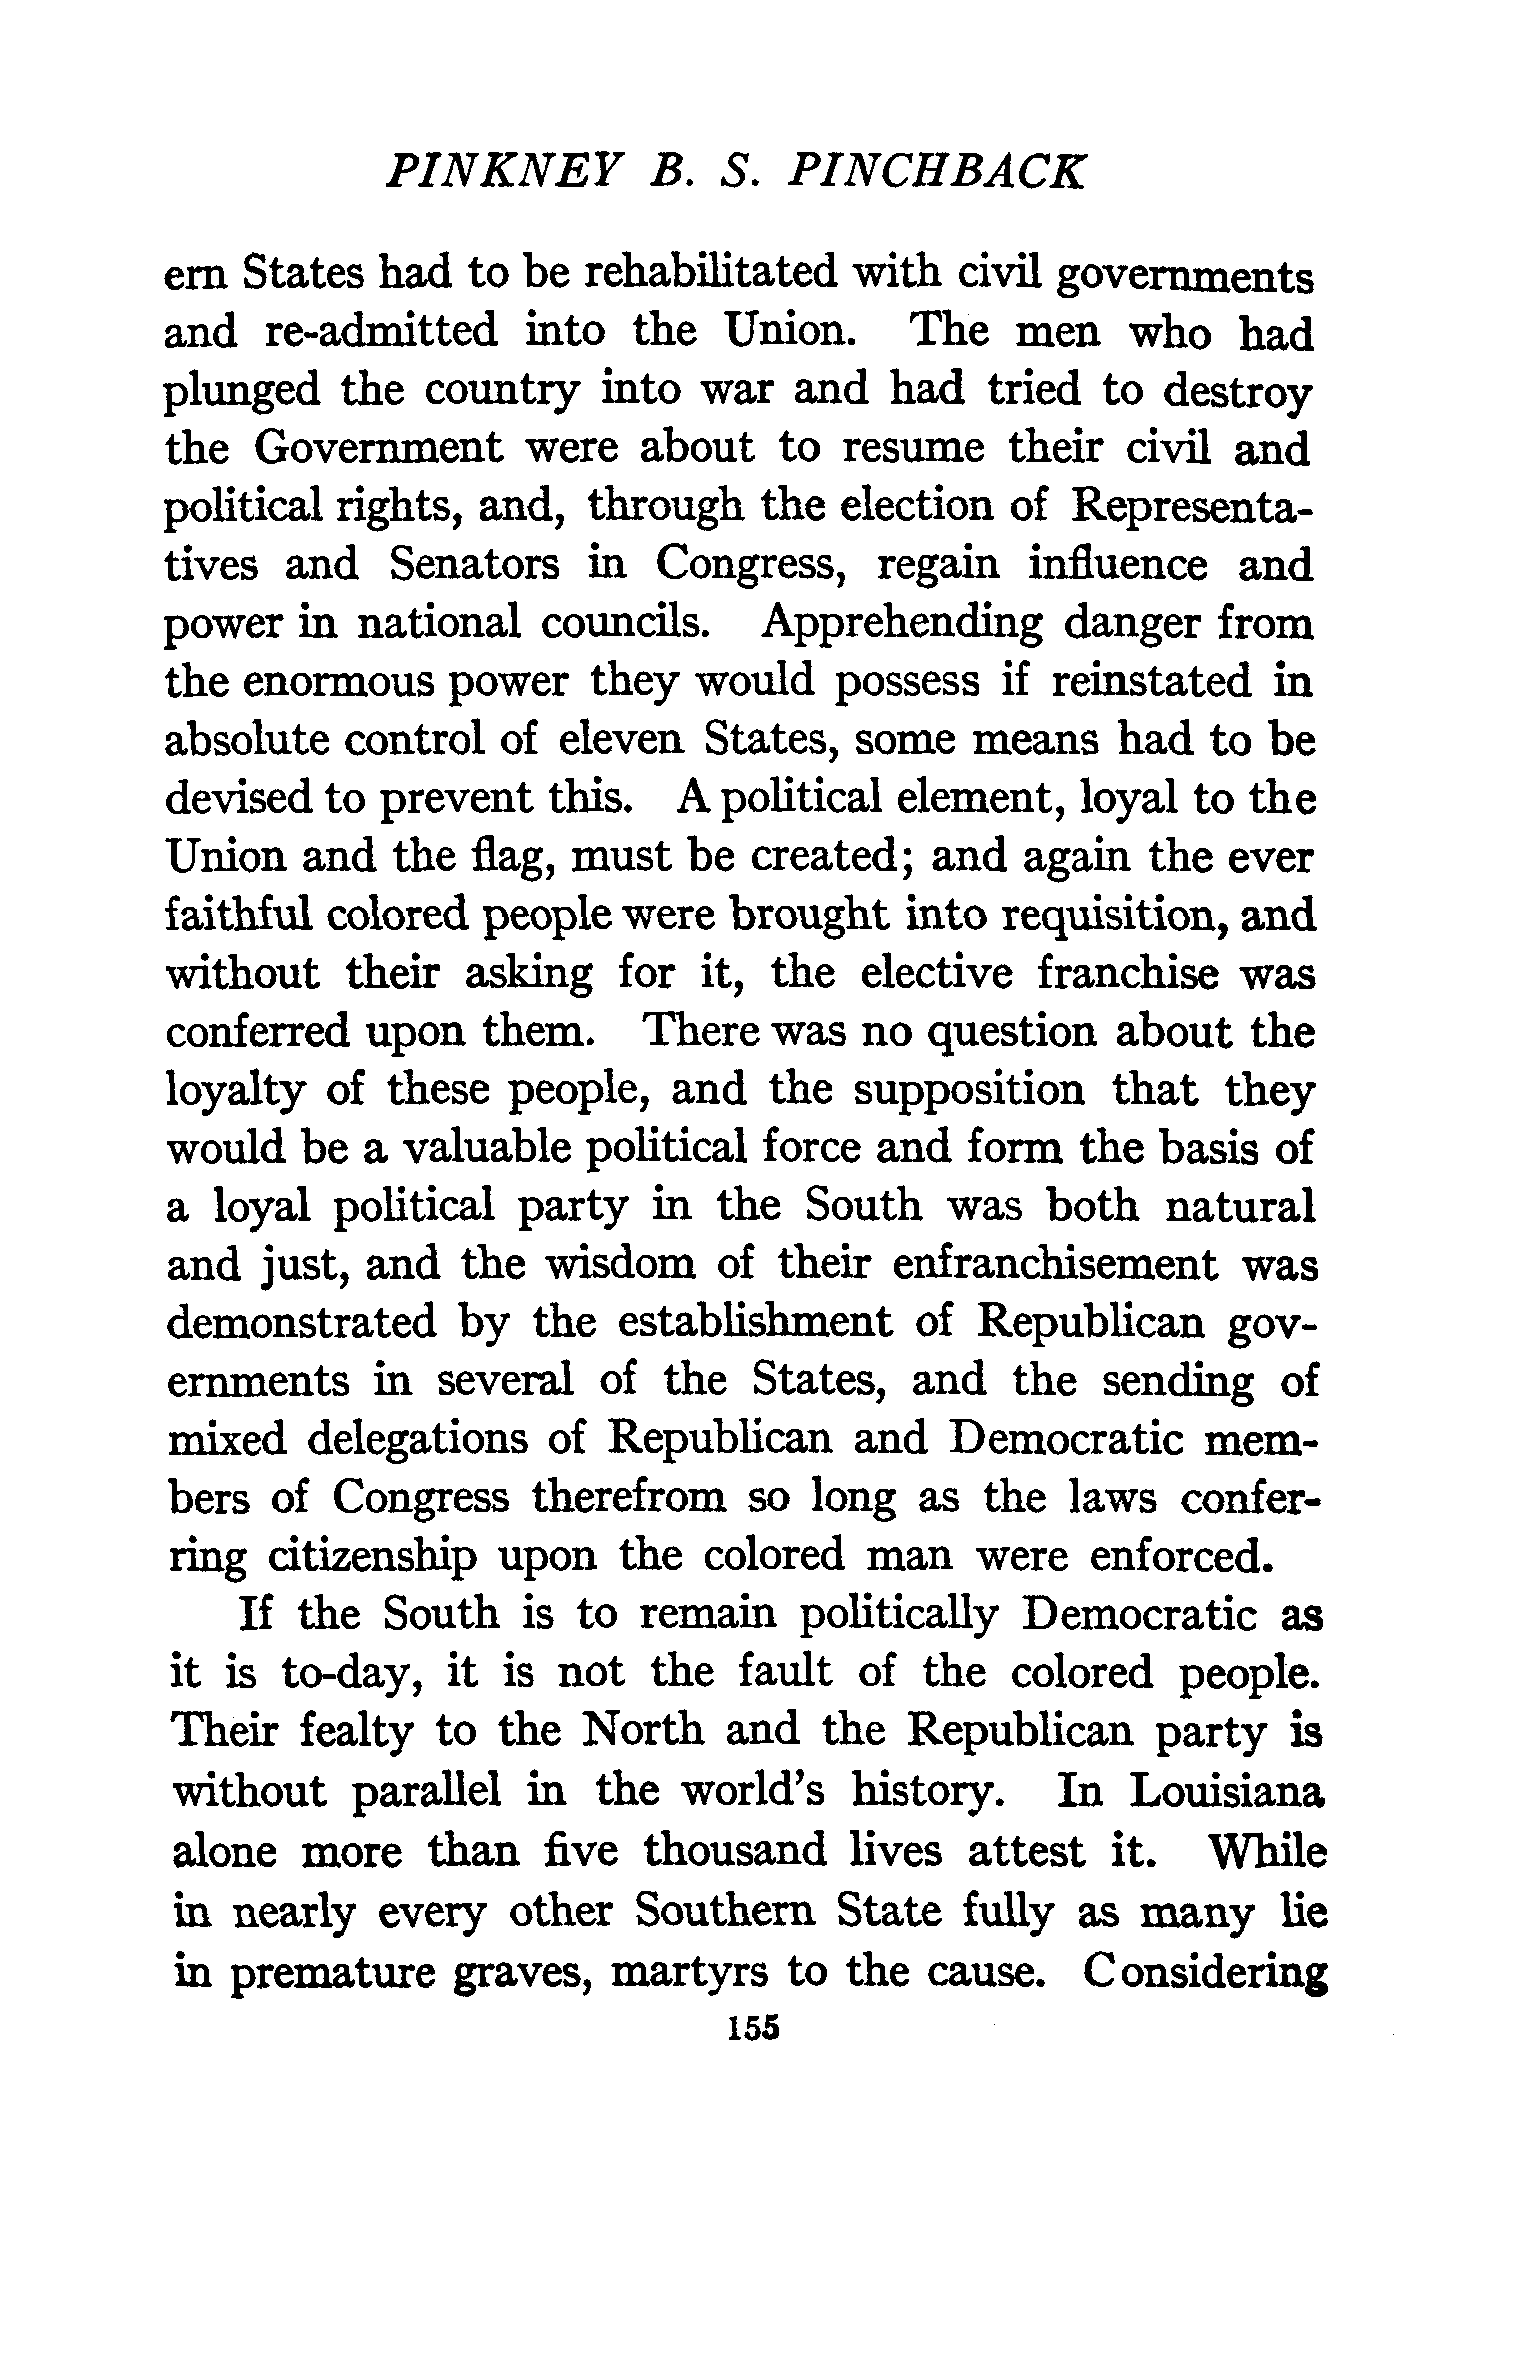 PINKNEY B. S. PINCHBACK
ern States had to be rehabilitated with civil governments
and re-admitted into the Union. The men who had
plunged the country into war and had tried to destroy
the Government were about to resume their civil and
political rights, and, through the election of Representa-
tives and Senators in Congress, regain influence and
power in national councils. Apprehending danger from
the enormous power they would possess if reinstated in
absolute control of eleven States, some means had to be
devised to prevent this. A political element, loyal to the
Union and the flag, must be created; and again the ever
faithful colored people were brought into requisition, and
without their asking for it, the elective franchise was
conferred upon them. There was no question about the
loyalty of these people, and the supposition that they
would be a valuable political force and form the basis of
a loyal political party in the South was both natural
and just, and the wisdom of their enfranchisement was
demonstrated by the establishment of Republican gov-
ernments in several of the States, and the sending of
mixed delegations of Republican and Democratic mem-
bers of Congress therefrom so long as the laws confer-
ring citizenship upon the colored man were enforced.
If the South is to remain politically Democratic as
it is to-day, it is not the fault of the colored people.
Their fealty to the North and the Republican party is
without parallel in the world's history. In Louisiana
alone more than five thousand lives attest it. While
in nearly every other Southern State fully as many lie
in premature graves, martyrs to the cause. Considering
155